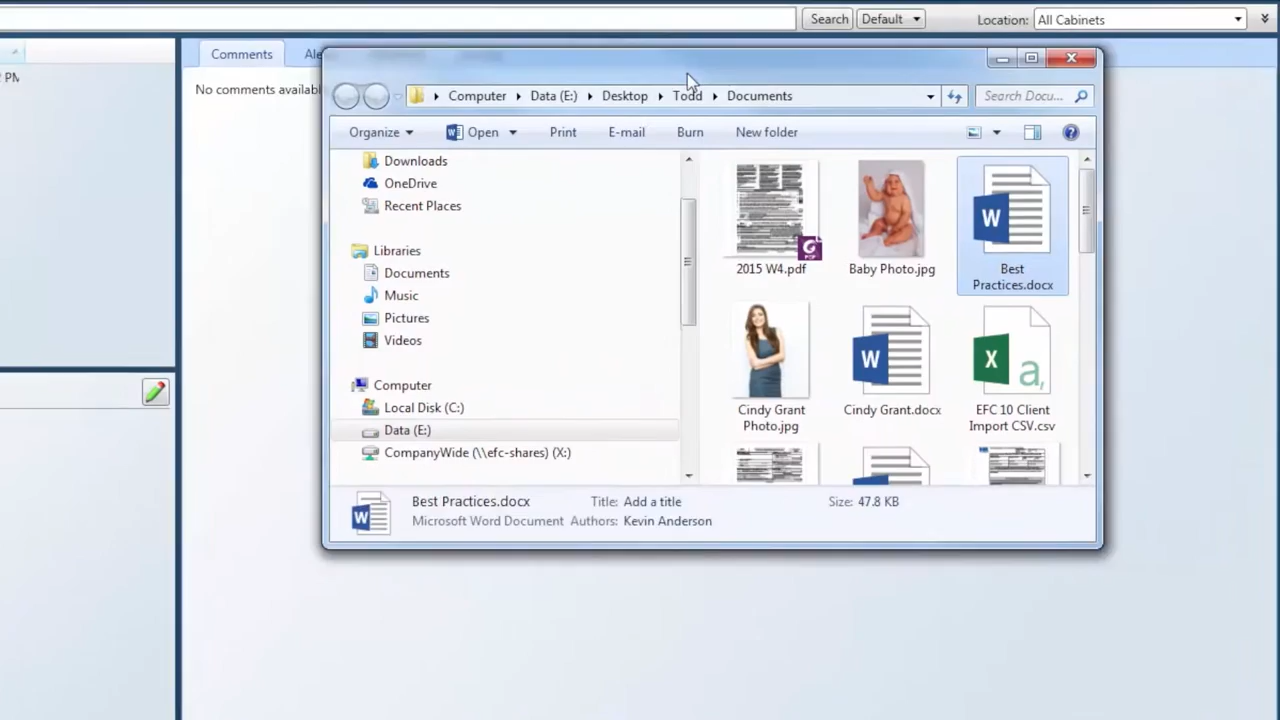 Search
Default
Location:
All Cabinets
PM
Comments
No comments availabl
Computer
Data (E:)
Desktop
Todd
Documents
Search Docu...
Organize
Open
Print
E-mail
Burn
New folder
Downloads
OneDrive
Recent Places
Libraries
Documents
Music
Pictures
Videos
Computer
Local Disk (C:)
Data (E:)
CompanyWide (\\efc-shares) (X:)
2015 W4.pdf
Baby Photo.jpg
Best
Practices.docx
Cindy Grant
Photo.jpg
Cindy Grant.docx
EFC 10 Client
Import CSV.csv
Best Practices.docx
Title: Add a title
Size: 47.8 KB
Microsoft Word Document
Authors: Kevin Anderson